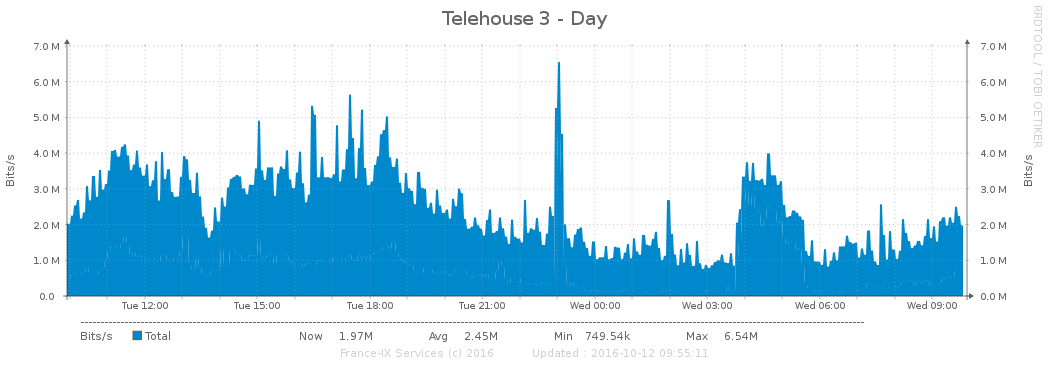 Telehouse 3 - Day
RRDTOOL / TOBI OETIKER
Bits/s
7.0 M 7.0 M
6.0 M 6.0 M
5.0 M 5.0 M
4.0 M 4.0 M
3.0 M 3.0 M
2.0 M 2.0 M
1.0 M 1.0 M
0.0 0.0 M
Bits/s
Tue 12:00 Tue 15:00 Tue 18:00 Tue 21:00 Wed 00:00 Wed 03:00 Wed 06:00 Wed 09:00
Bits/s Total Now 1.97M Avg 2.45M Min 749.54k Max 6.54M
France-IX Services (c) 2016 Updated : 2016-10-12 09:55:11